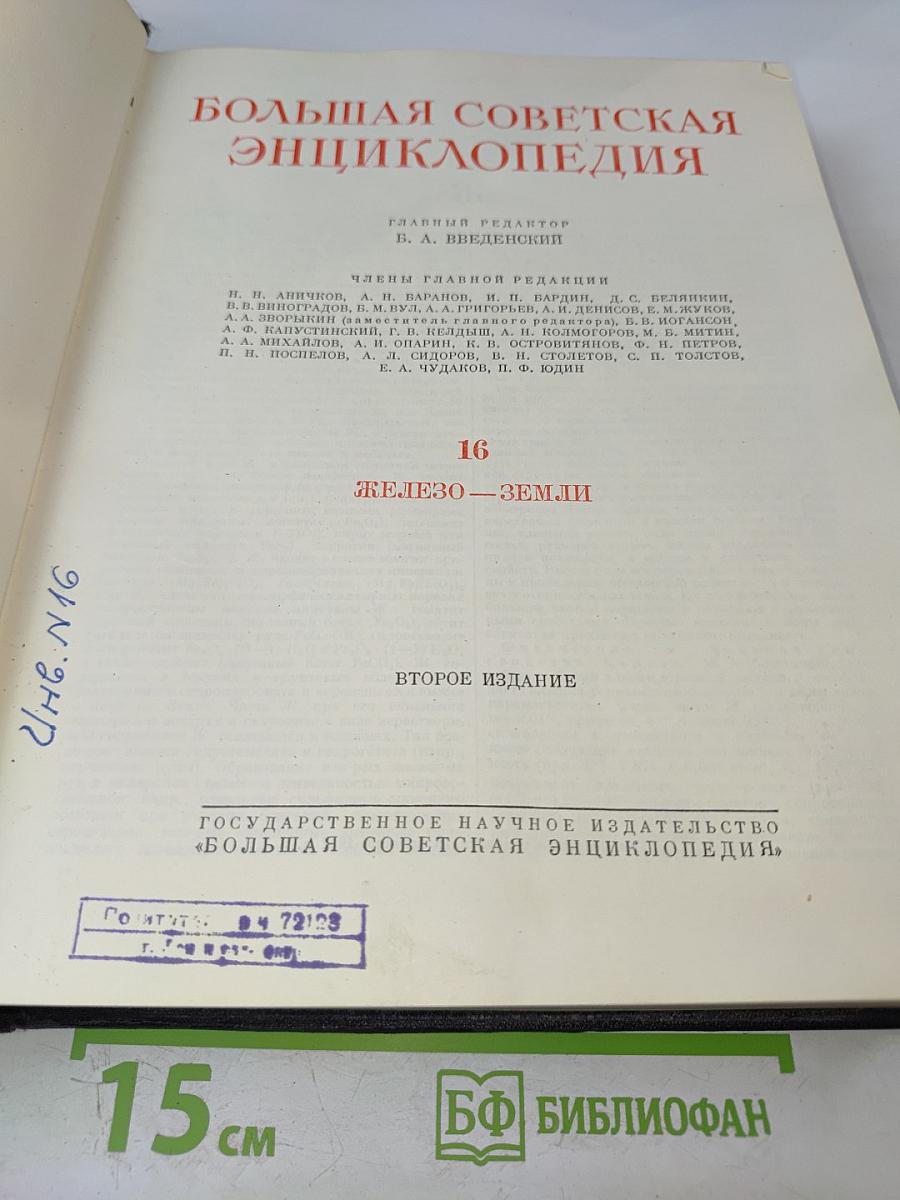 БОЛЬШАЯ СОВЕТСКАЯ
ЭНЦИКЛОПЕДИЯ
ГЛАВНЫЙ РЕДАКТОР
Б. А. ВВЕДЕНСКИЙ
ЧЛЕНЫ ГЛАВНОЙ РЕДАКЦИИ
Н. Н. АНИЧКОВ, А. Н. БАРАНОВ, И. П. БАРДИН, Д. С. БЕЛЯНКИН,
В. В. ВИНОГРАДОВ, Б. М. ВУЛ, А. А. ГРИГОРЬЕВ, А. И. ДЕНИСОВ, Е. М. ЖУКОВ,
А. А. ЗВОРЫКИН (заместитель главного редактора), Б. В. ИОГАНСОН,
А. Ф. КАПУСТИНСКИЙ, Г. В. КЕЛДЫШ, А. Н. КОЛМОГОРОВ, М. Б. МИТИН,
А. А. МИХАЙЛОВ, А. И. ОПАРИН, К. В. ОСТРОВИТЯНОВ, Ф. Н. ПЕТРОВ,
П. Н. ПОСПЕЛОВ, А. Л. СИДОРОВ, В. Н. СТОЛЕТОВ, С. П. ТОЛСТОВ,
Е. А. ЧУДАКОВ, П. Ф. ЮДИН
16
ЖЕЛЕЗО — ЗЕМЛИ
Инв. N 16
ВТОРОЕ ИЗДАНИЕ
ГОСУДАРСТВЕННОЕ НАУЧНОЕ ИЗДАТЕЛЬСТВО
«БОЛЬШАЯ СОВЕТСКАЯ ЭНЦИКЛОПЕДИЯ»
в ч
г.
15 см
БФ БИБЛИОФАН